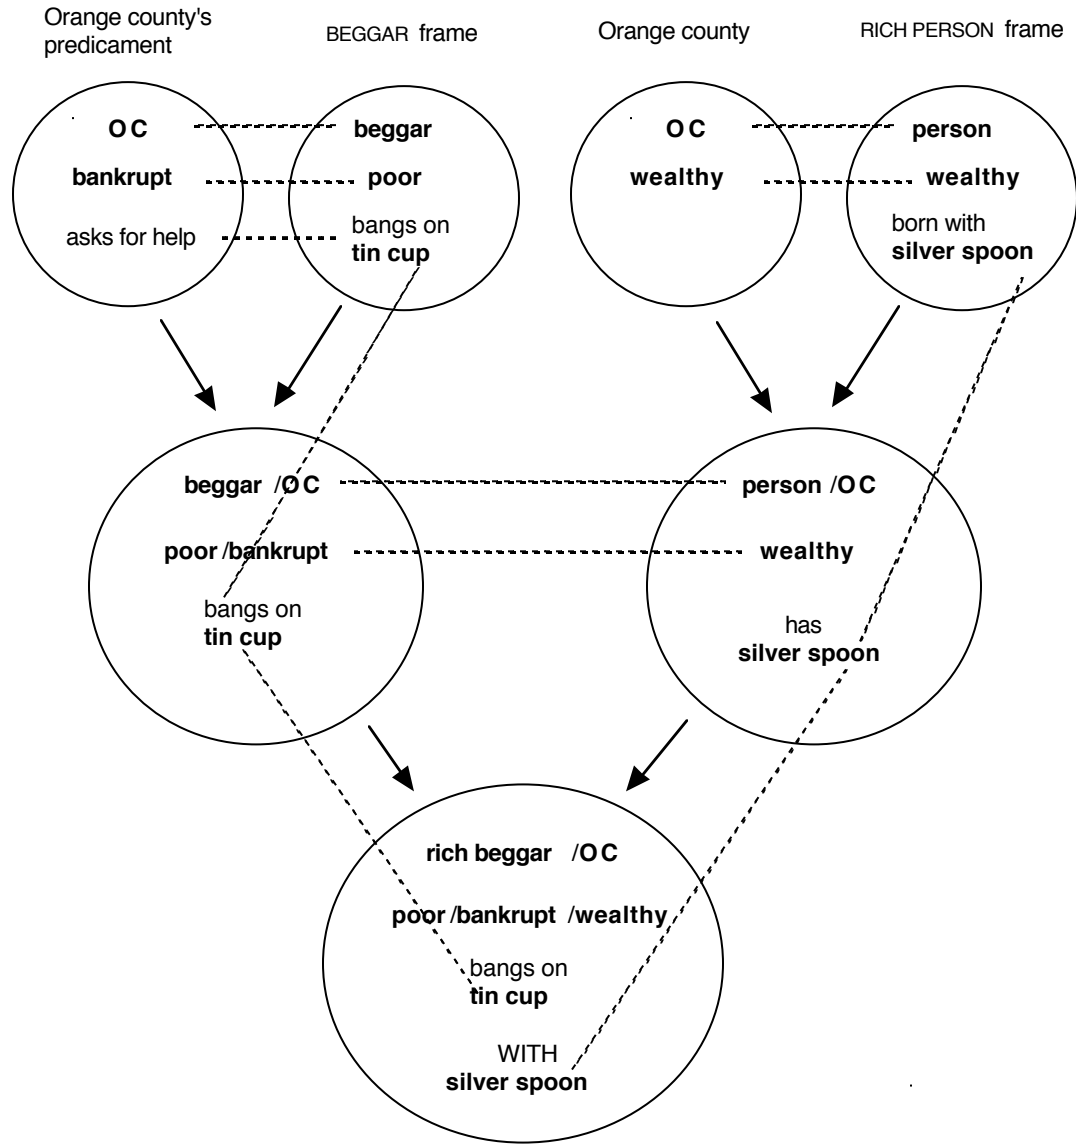 Orange county's
predicament
BEGGAR frame
Orange county
RICH PERSON frame
OC
bankrupt
asks for help
beggar
poor
bangs on
tin cup
OC
wealthy
person
wealthy
born with
silver spoon
beggar /OC
poor /bankrupt
bangs on
tin cup
person /OC
wealthy
has
silver spoon
rich beggar /OC
poor /bankrupt /wealthy
bangs on
tin cup
WITH
silver spoon